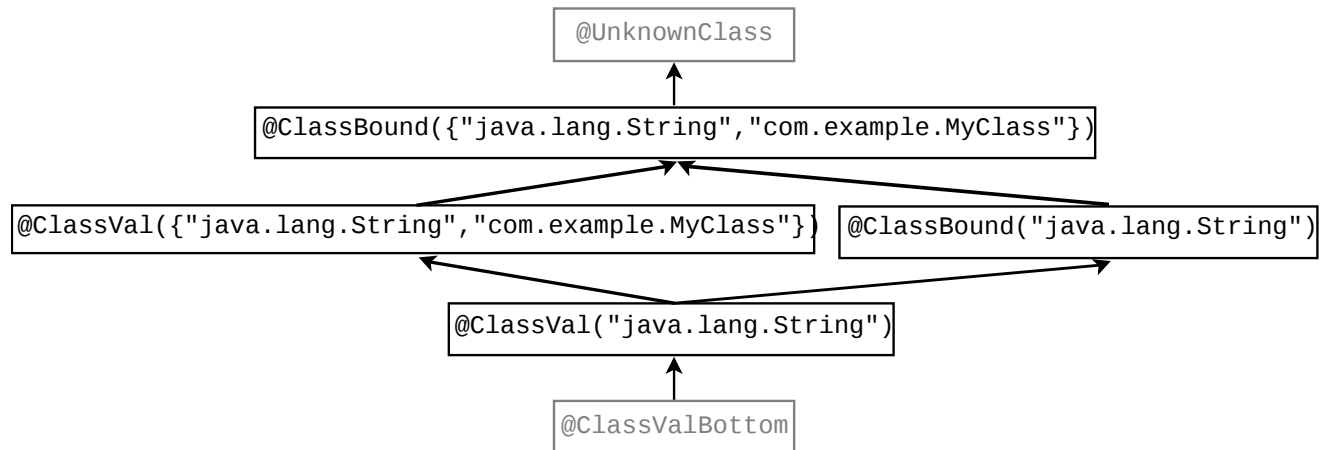 @UnknownClass
@ClassBound({"java.lang.String","com.example.MyClass"})
@ClassVal({"java.lang.String","com.example.MyClass"})
@ClassBound("java.lang.String")
@ClassVal("java.lang.String")
@ClassValBottom